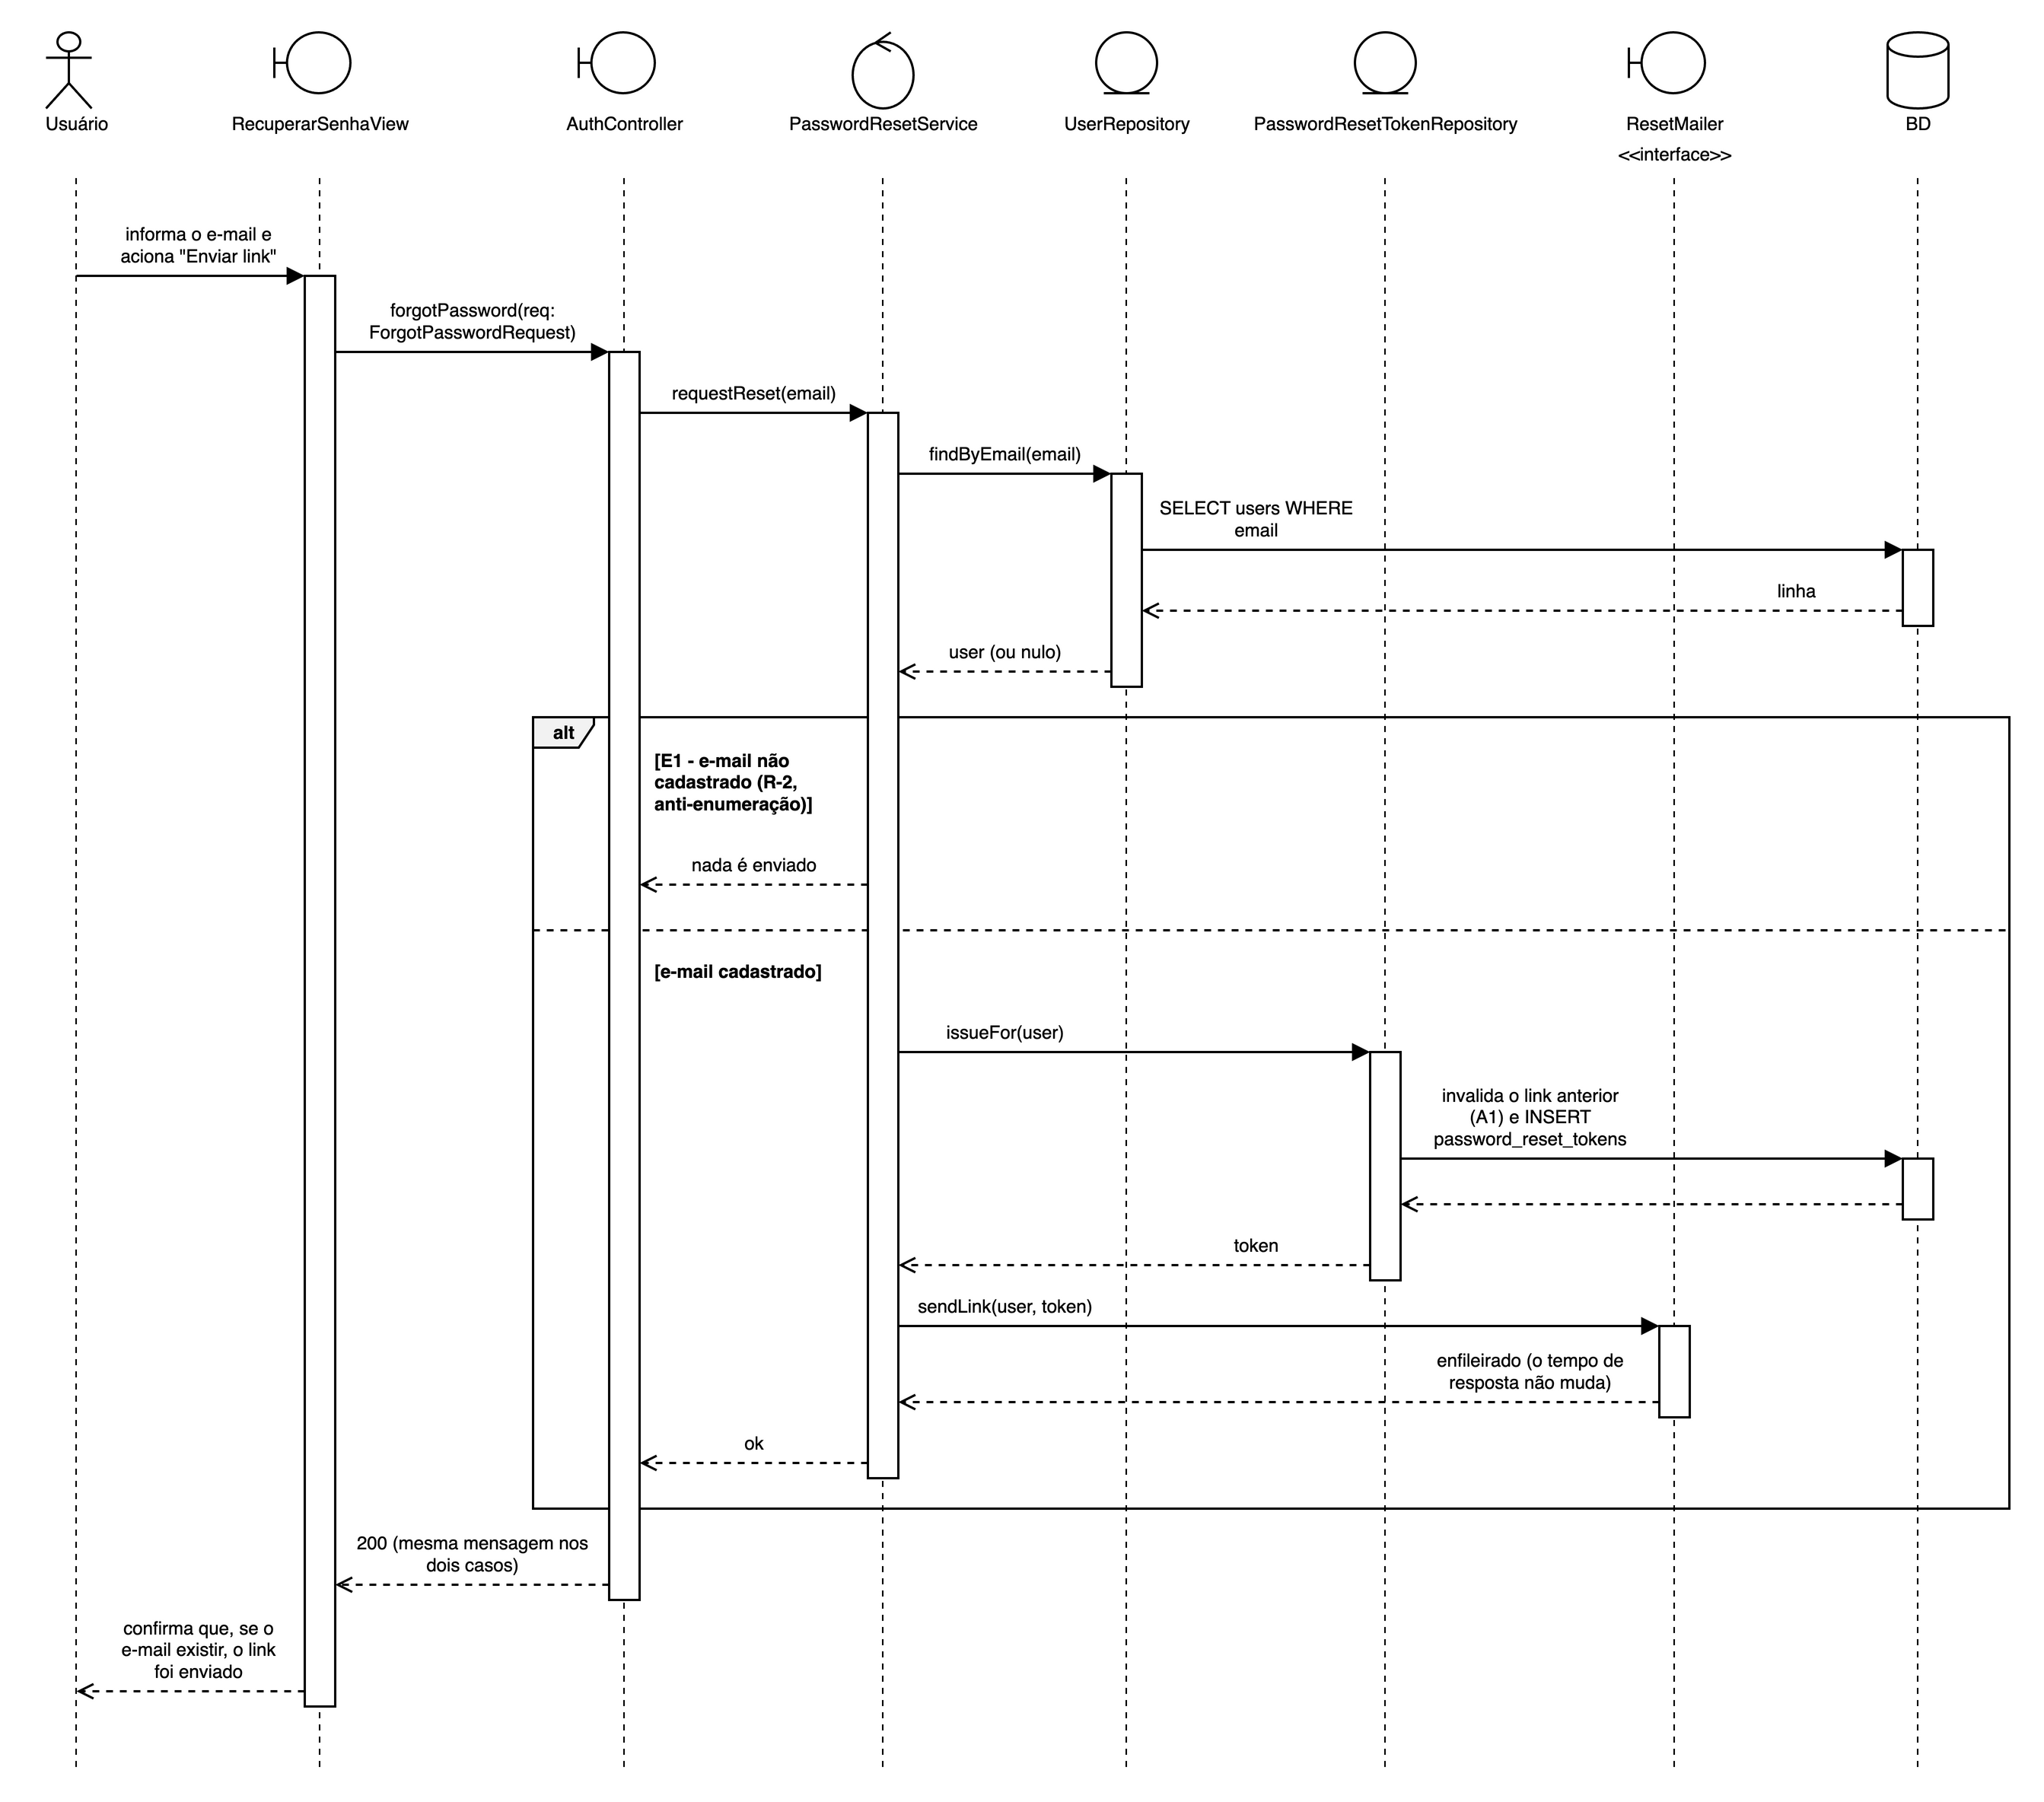 Usuário
RecuperarSenhaView
AuthController
PasswordResetService
UserRepository
PasswordResetTokenRepository
ResetMailer
<<interface>>
BD
informa o e-mail e
aciona "Enviar link"
forgotPassword(req:
ForgotPasswordRequest)
requestReset(email)
findByEmail(email)
SELECT users WHERE
email
linha
user (ou nulo)
alt
[E1 - e-mail não
cadastrado (R-2,
anti-enumeração)]
nada é enviado
[e-mail cadastrado]
issueFor(user)
invalida o link anterior
(A1) e INSERT
password_reset_tokens
token
sendLink(user, token)
enfileirado (o tempo de
resposta não muda)
ok
200 (mesma mensagem nos
dois casos)
confirma que, se o
e-mail existir, o link
foi enviado